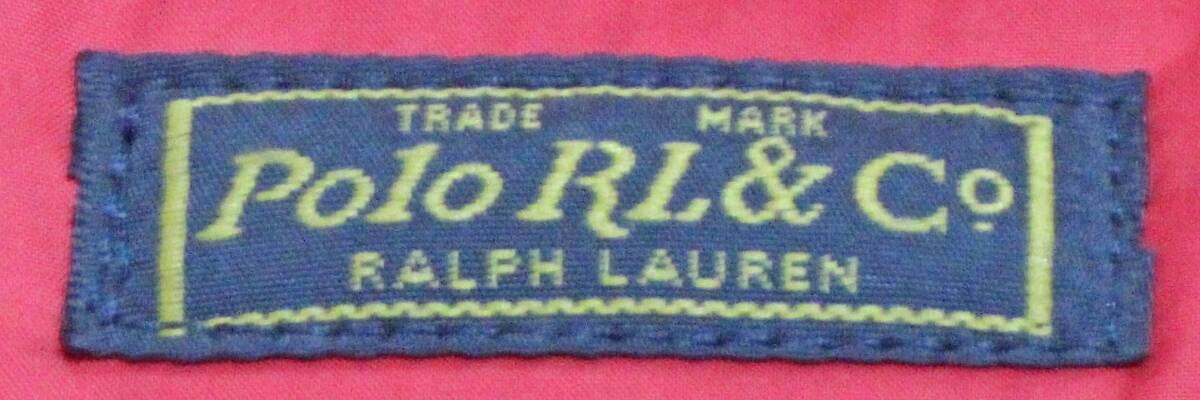 TRADE MARK
Polo RL & Co
RALPH LAUREN